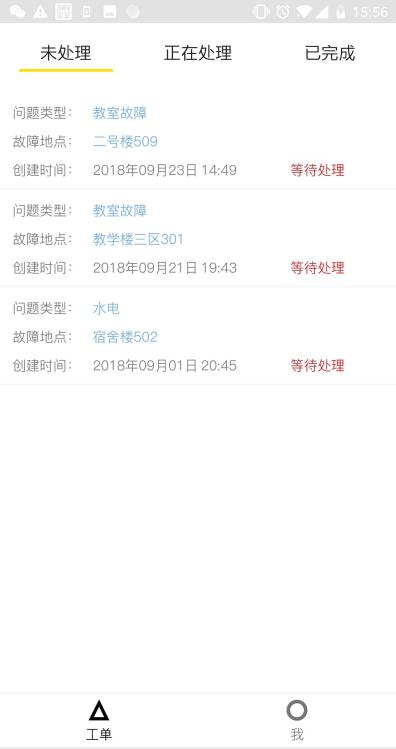 15:56
未处理 正在处理 已完成
问题类型： 教室故障
故障地点： 二号楼509
创建时间： 2018年09月23日 14:49 等待处理
问题类型： 教室故障
故障地点： 教学楼三区301
创建时间： 2018年09月21日 19:43 等待处理
问题类型： 水电
故障地点： 宿舍楼502
创建时间： 2018年09月01日 20:45 等待处理
工单 我